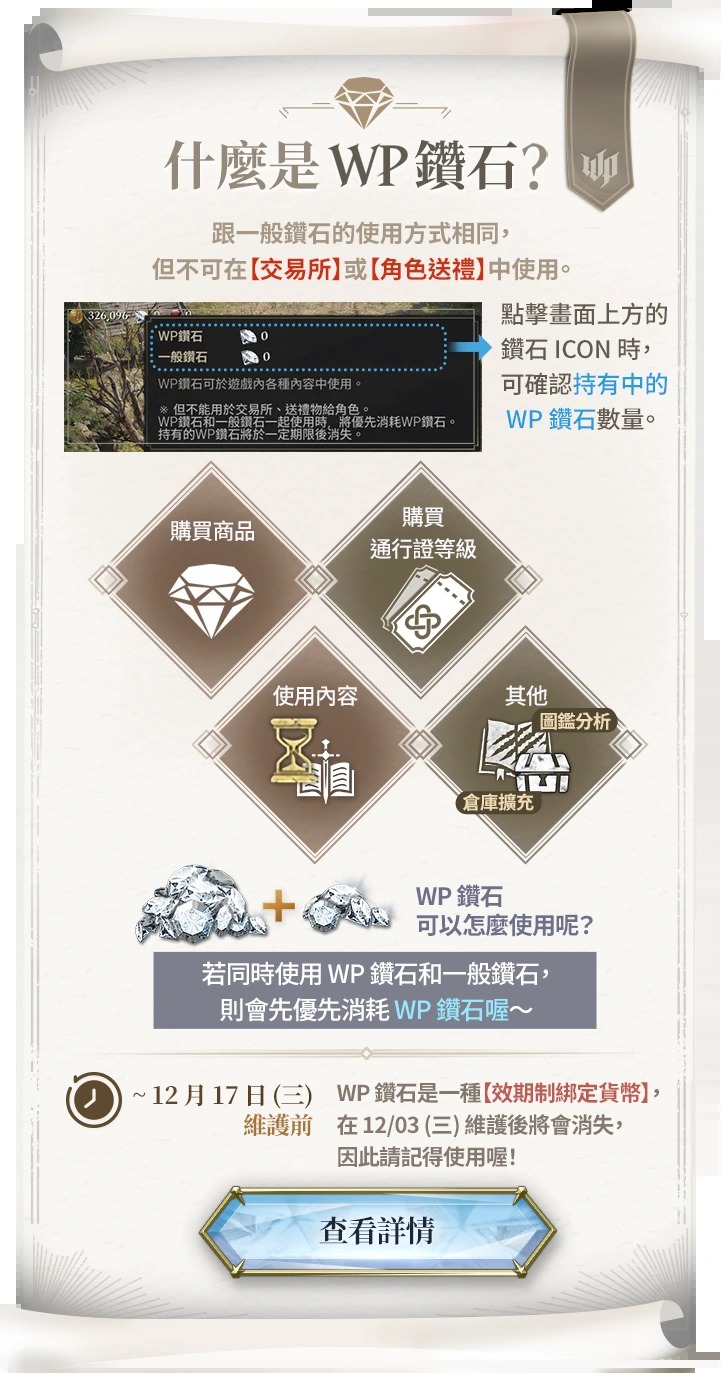 wp
什麼是 WP 鑽石?
跟一般鑽石的使用方式相同，
但不可在【交易所】或【角色送禮】中使用。
326,096
WP鑽石 0
一般鑽石 0
WP鑽石可於遊戲內各種內容中使用。
※ 但不能用於交易所、送禮物給角色。
WP鑽石和一般鑽石一起使用時，將優先消耗WP鑽石。
持有的WP鑽石將於一定期限後消失。
點擊畫面上方的
鑽石 ICON 時，
可確認持有中的
WP 鑽石數量。
購買商品
購買
通行證等級
使用內容
其他
圖鑑分析
倉庫擴充
WP 鑽石
可以怎麼使用呢?
若同時使用 WP 鑽石和一般鑽石，
則會先優先消耗 WP 鑽石喔～
~ 12 月 17 日 (三)
維護前
WP 鑽石是一種【效期制綁定貨幣】，
在 12/03 (三) 維護後將會消失，
因此請記得使用喔!
查看詳情